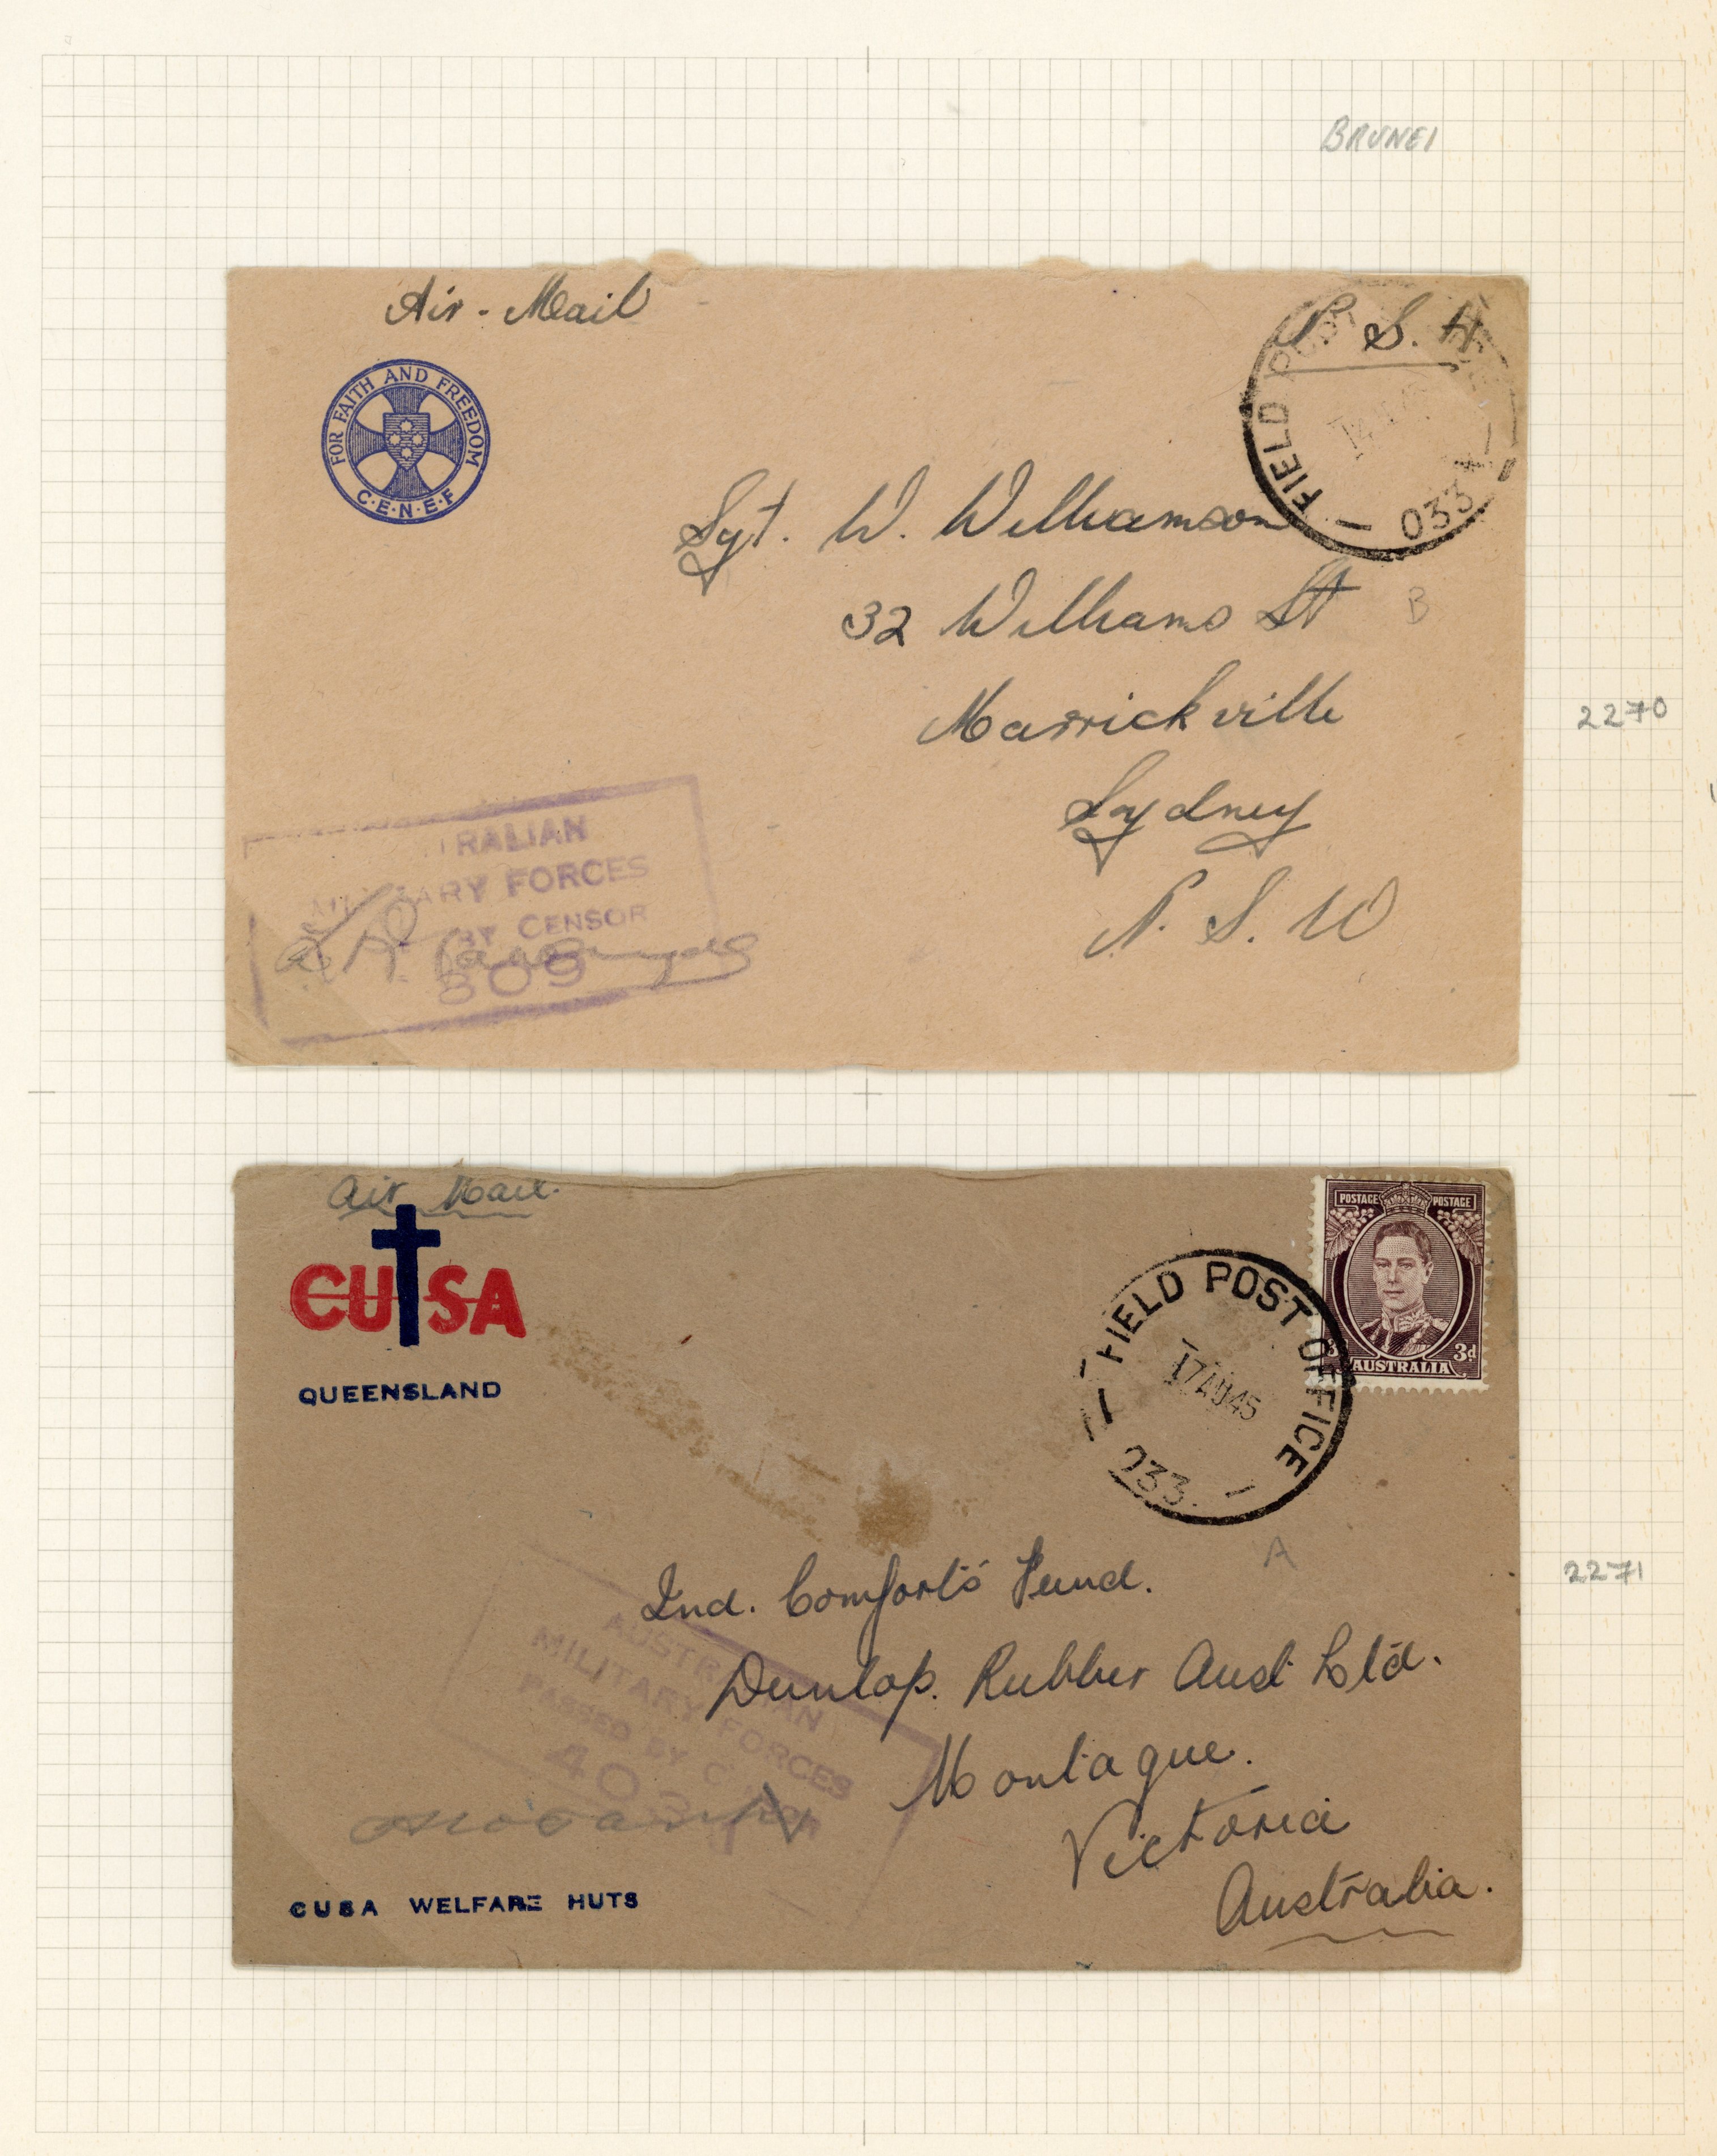 BRUNEI
Air - Mail
FOR FAITH AND FREEDOM
C·E·N·E·F
FIELD POST
033
Sgt. W. Williamson
32 Williams St
B
Marrickville
2270
Sydney
N. S. W
RALIAN
MILITARY FORCES
BY CENSOR
809
Air Mail.
CUSA
QUEENSLAND
POSTAGE POSTAGE
3d
AUSTRALIA
FIELD POST OFFICE
17AU45
033
A
2271
Ind. Comforts Fund.
Dunlop. Rubber Aust Ltd.
Montague.
Victoria
Australia.
AUSTRALIAN
MILITARY FORCES
PASSED BY
403
CUSA WELFARE HUTS